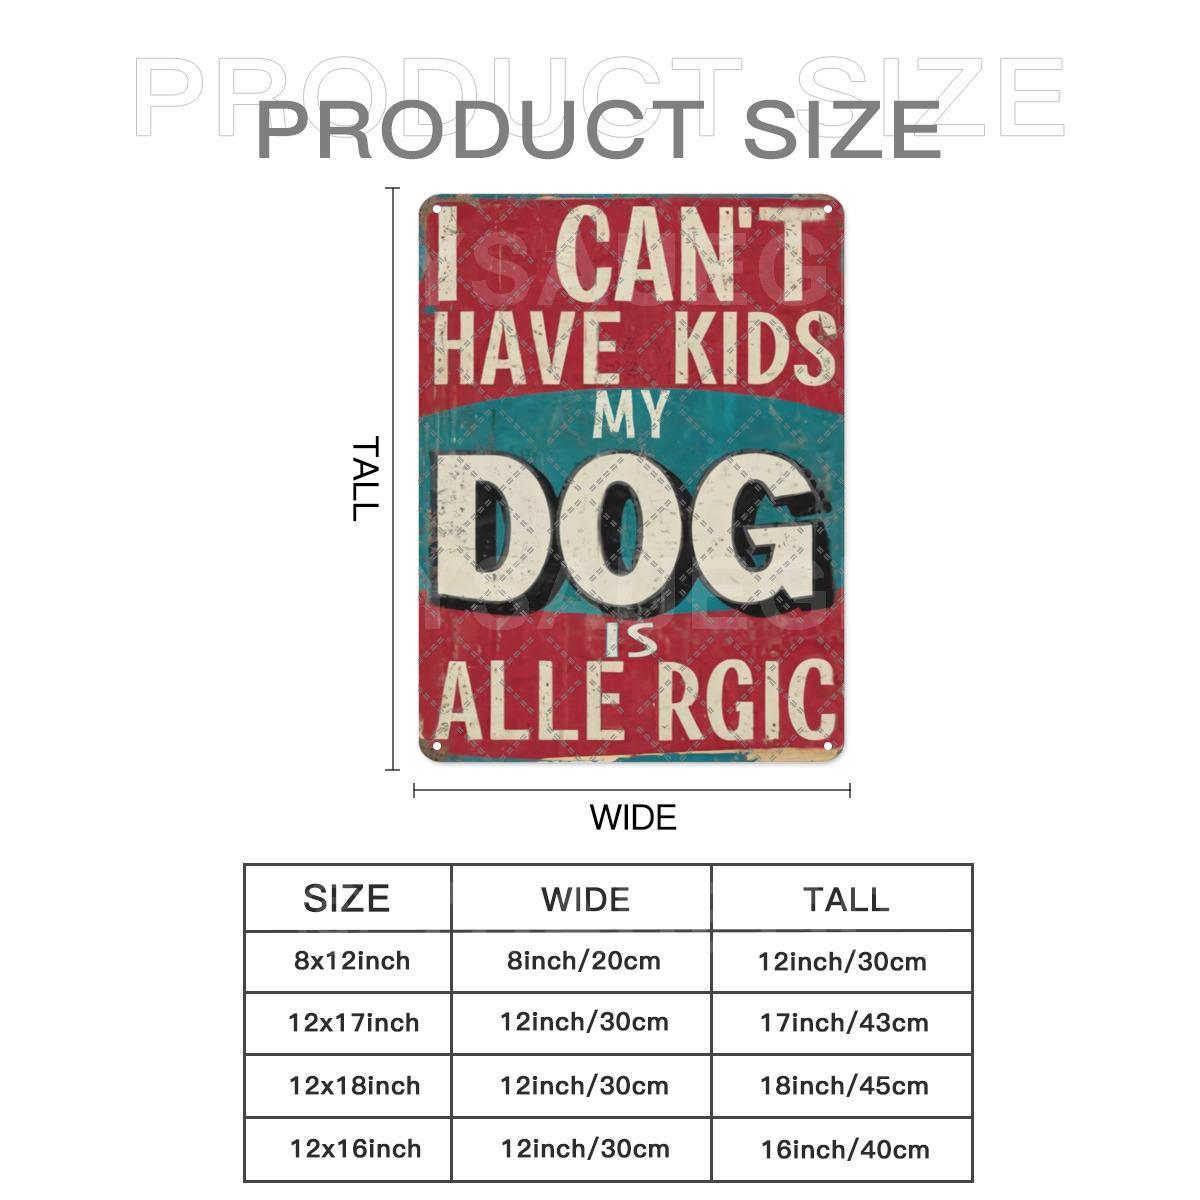 PRODUCT SIZE
PRODUCT SIZE
I CAN'T
HAVE KIDS
MY
DOG
IS
ALLE RGIC
TALL
WIDE
SIZE WIDE TALL
8x12inch 8inch/20cm 12inch/30cm
12x17inch 12inch/30cm 17inch/43cm
12x18inch 12inch/30cm 18inch/45cm
12x16inch 12inch/30cm 16inch/40cm